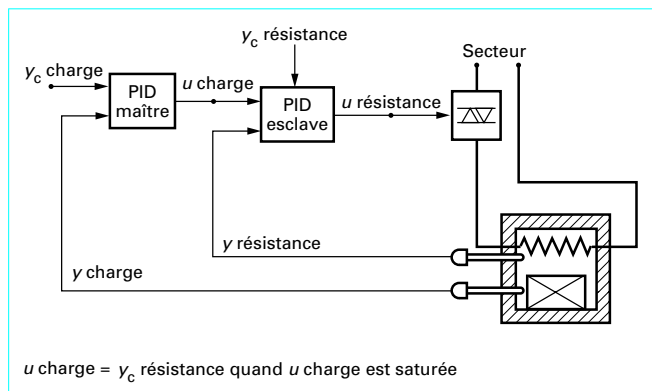 y_c résistance
Secteur
y_c charge
u charge
PID
maître
PID
esclave
u résistance
y résistance
y charge
u charge = y_c résistance quand u charge est saturée